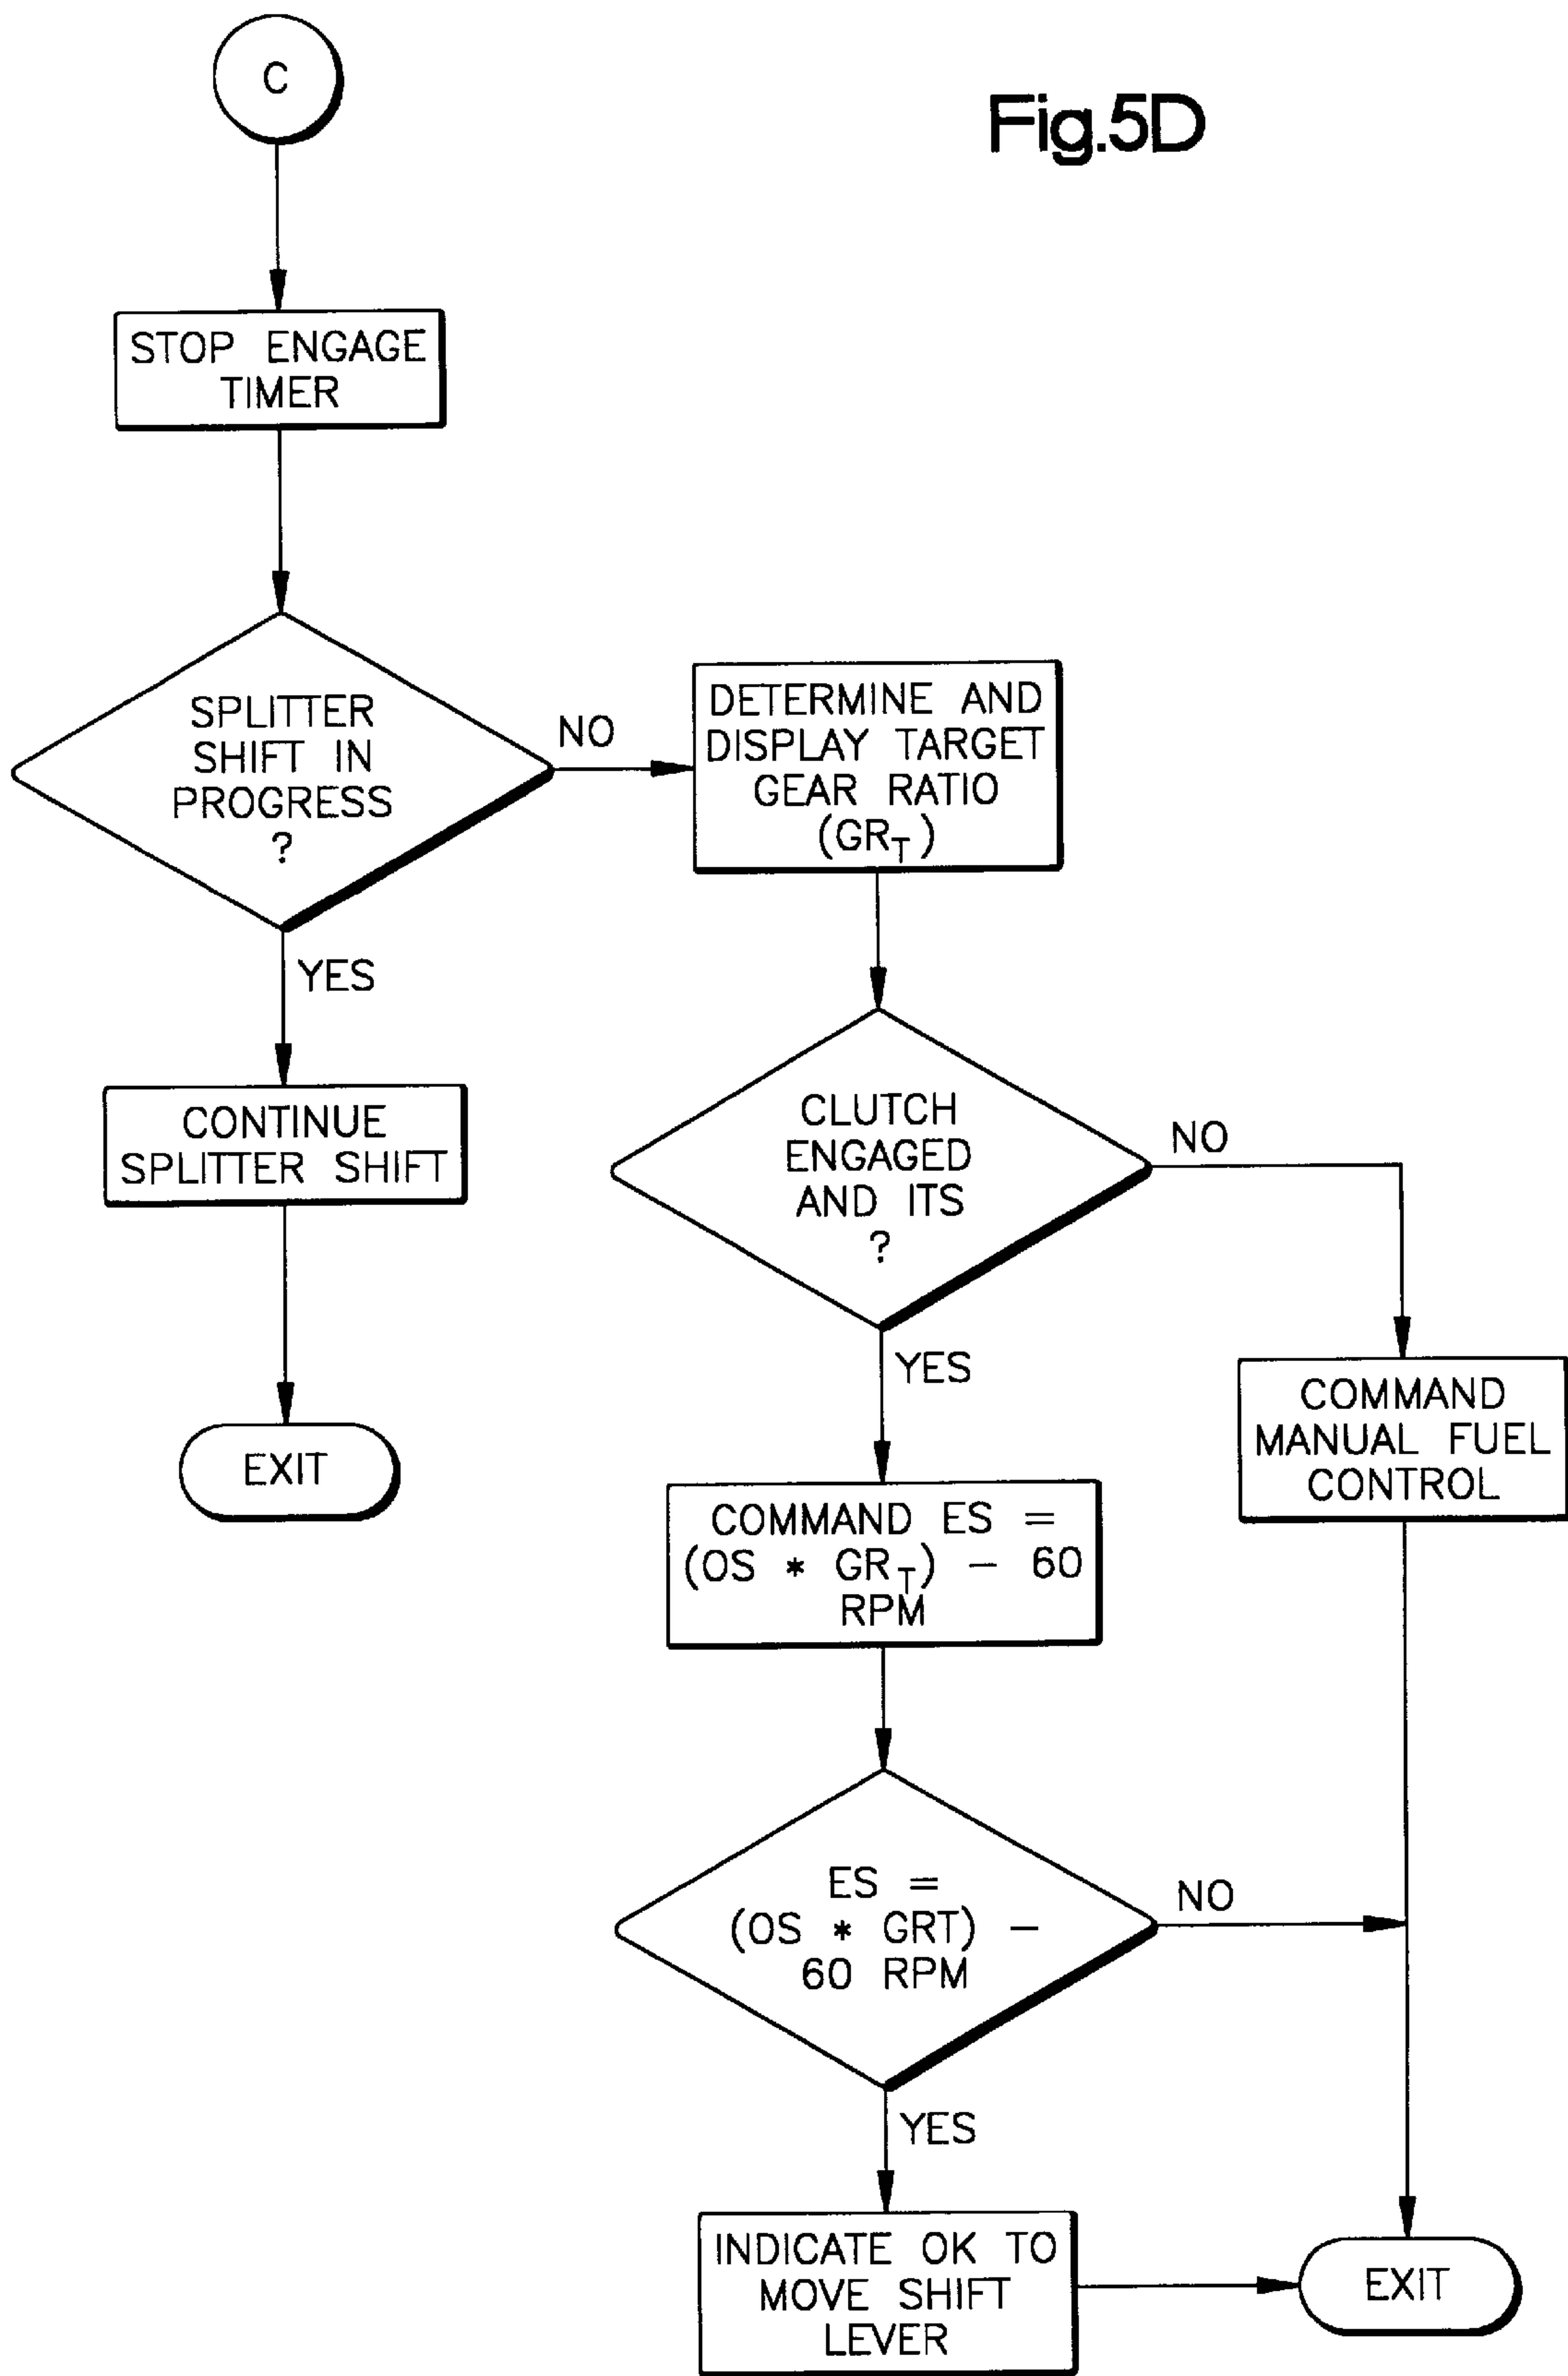 C
Fig.5D
STOP ENGAGE
TIMER
SPLITTER
SHIFT IN
PROGRESS
?
NO
DETERMINE AND
DISPLAY TARGET
GEAR RATIO
(GR_T)
YES
CONTINUE
SPLITTER SHIFT
EXIT
CLUTCH
ENGAGED
AND ITS
?
NO
COMMAND
MANUAL FUEL
CONTROL
YES
COMMAND ES =
(OS * GR_T) – 60
RPM
ES =
(OS * GRT) –
60 RPM
NO
YES
INDICATE OK TO
MOVE SHIFT
LEVER
EXIT